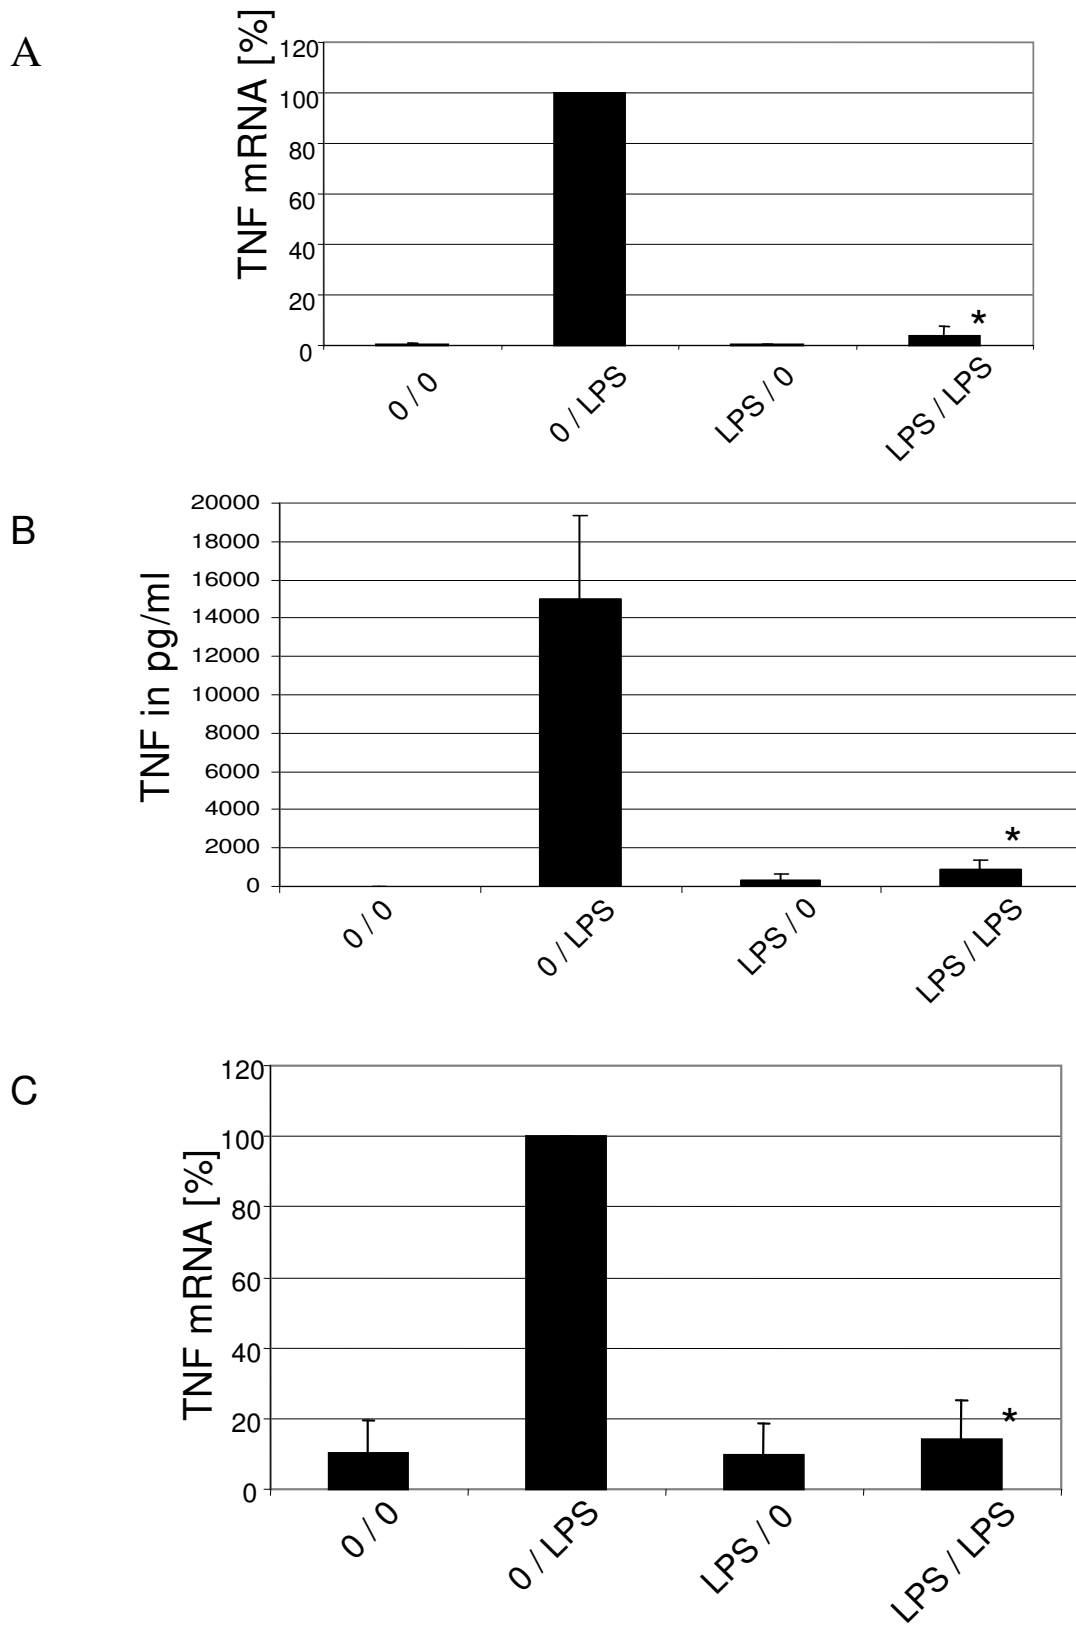 A
TNF mRNA [%]
120
100
80
60
40
20
0
*
0 / 0
0 / LPS
LPS / 0
LPS / LPS
B
TNF in pg/ml
20000
18000
16000
14000
12000
10000
8000
6000
4000
2000
0
*
0 / 0
0 / LPS
LPS / 0
LPS / LPS
C
TNF mRNA [%]
120
100
80
60
40
20
0
*
0 / 0
0 / LPS
LPS / 0
LPS / LPS